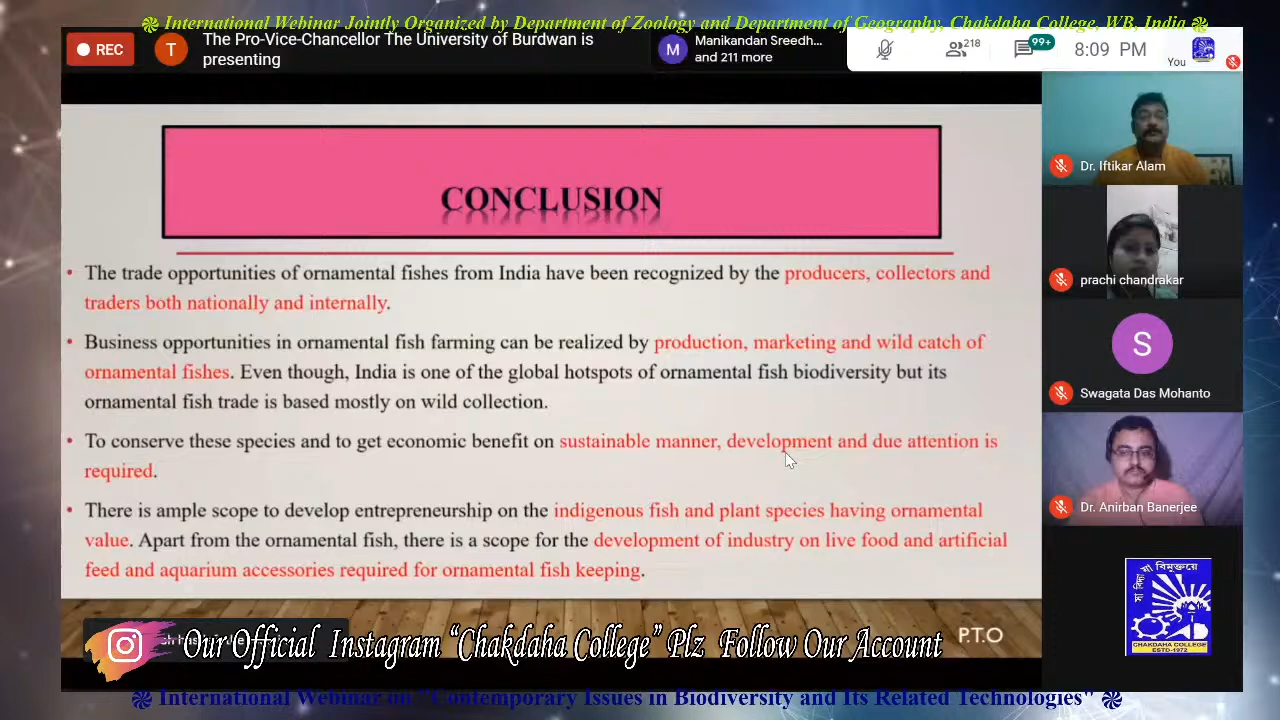 ֎ International Webinar Jointly Organized by Department of Zoology and Department of Geography, Chakdaha College, WB, India ֎
REC
T
The Pro-Vice-Chancellor The University of Burdwan is
presenting
M
Manikandan Sreedh...
and 211 more
218
99+
8:09 PM
You
CONCLUSION
• The trade opportunities of ornamental fishes from India have been recognized by the producers, collectors and
traders both nationally and internally.
• Business opportunities in ornamental fish farming can be realized by production, marketing and wild catch of
ornamental fishes. Even though, India is one of the global hotspots of ornamental fish biodiversity but its
ornamental fish trade is based mostly on wild collection.
• To conserve these species and to get economic benefit on sustainable manner, development and due attention is
required.
• There is ample scope to develop entrepreneurship on the indigenous fish and plant species having ornamental
value. Apart from the ornamental fish, there is a scope for the development of industry on live food and artificial
feed and aquarium accessories required for ornamental fish keeping.
P.T.O
Our Official Instagram “Chakdaha College” Plz Follow Our Account
Dr. Iftikar Alam
prachi chandrakar
S
Swagata Das Mohanto
Dr. Anirban Banerjee
সা বিদ্যা যা বিমুক্তয়ে
CHAKDAHA COLLEGE
ESTD-1972
֎ International Webinar on "Contemporary Issues in Biodiversity and Its Related Technologies" ֎